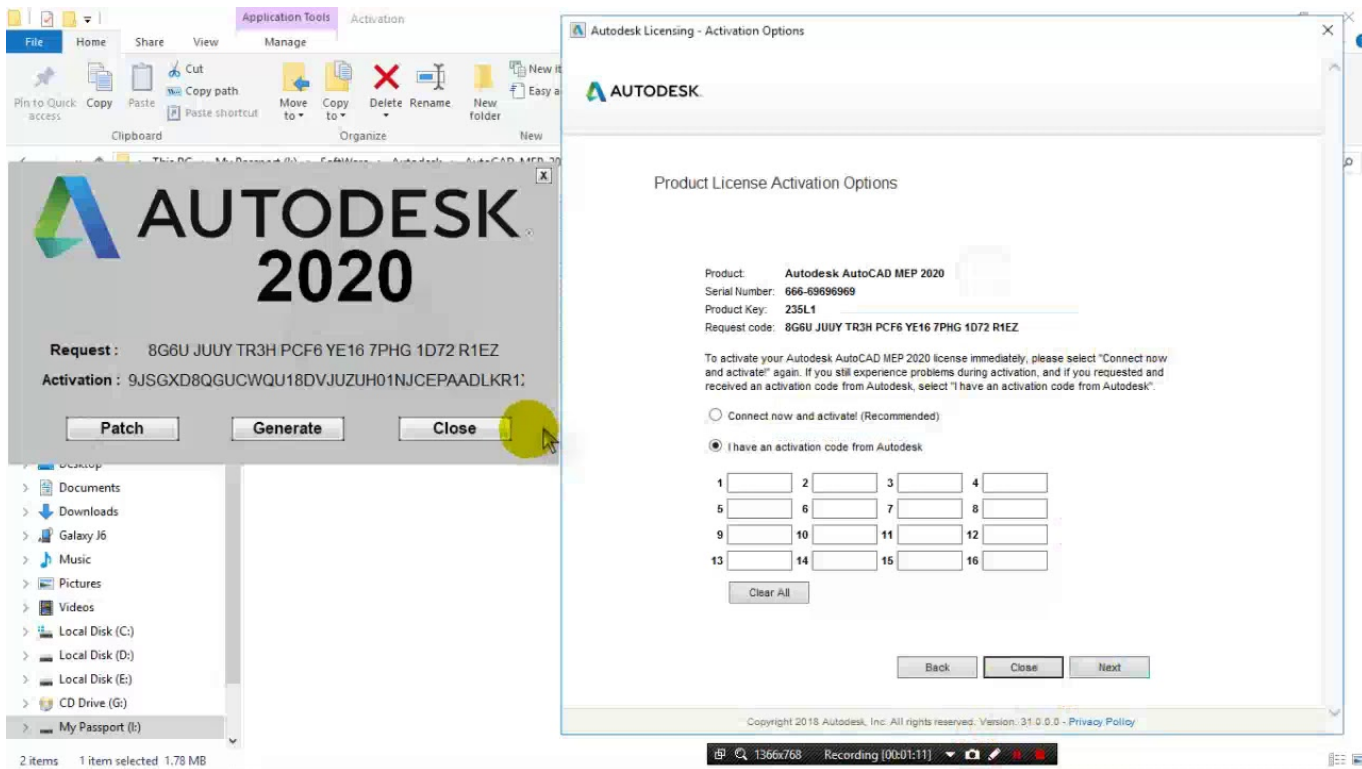 Application Tools
Activation
File
Home
Share
View
Manage
Pin to Quick access
Copy
Paste
Cut
Copy path
Paste shortcut
Move to
Copy to
Delete
Rename
New folder
New it
Easy a
Clipboard
Organize
New
AUTODESK
2020
Request : 8G6U JUUY TR3H PCF6 YE16 7PHG 1D72 R1EZ
Activation :
Patch
Generate
Close
Desktop
Documents
Downloads
Galaxy J6
Music
Pictures
Videos
Local Disk (C:)
Local Disk (D:)
Local Disk (E:)
CD Drive (G:)
My Passport (I:)
2 items 1 item selected 1.78 MB
Autodesk Licensing - Activation Options
AUTODESK
Product License Activation Options
Product: Autodesk AutoCAD MEP 2020
Serial Number: 666-69696969
Product Key: 235L1
Request code: 8G6U JUUY TR3H PCF6 YE16 7PHG 1D72 R1EZ
To activate your Autodesk AutoCAD MEP 2020 license immediately, please select "Connect now
and activate!" again. If you still experience problems during activation, and if you requested and
received an activation code from Autodesk, select "I have an activation code from Autodesk".
Connect now and activate! (Recommended)
I have an activation code from Autodesk
1 2 3 4
5 6 7 8
9 10 11 12
13 14 15 16
Clear All
Back
Close
Next
Copyright 2018 Autodesk, Inc. All rights reserved. Version. 31.0.0.0 - Privacy Policy
1366x768 Recording [00:01:11]